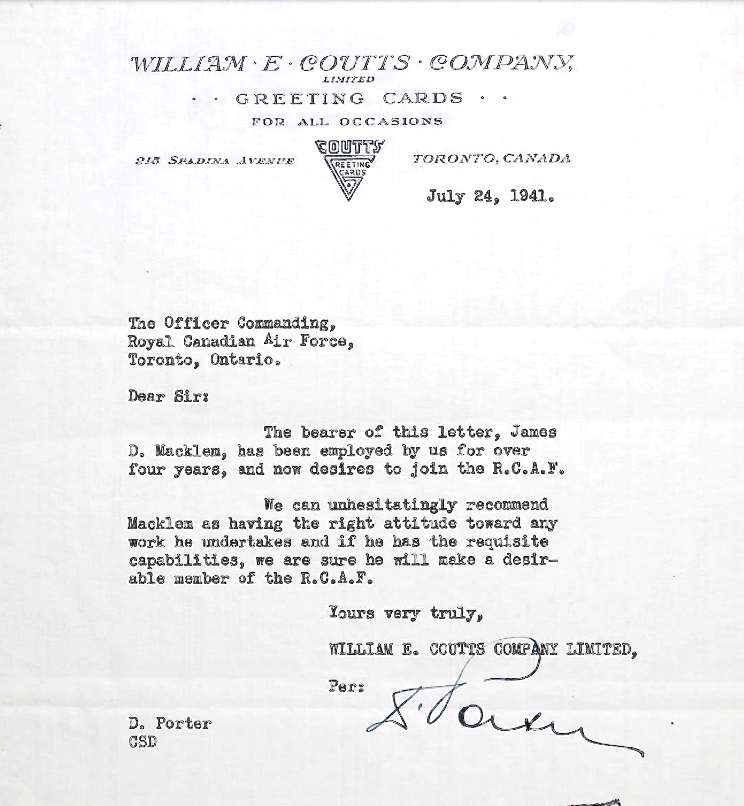 WILLIAM · E · COUTTS · COMPANY,
LIMITED
· · GREETING CARDS · ·
FOR ALL OCCASIONS
215 SPADINA AVENUE
COUTTS
GREETING
CARDS
TORONTO, CANADA
July 24, 1941.
The Officer Commanding,
Royal Canadian Air Force,
Toronto, Ontario.
Dear Sir:
The bearer of this letter, James
D. Macklem, has been employed by us for over
four years, and now desires to join the R.C.A.F.
We can unhesitatingly recommend
Macklem as having the right attitude toward any
work he undertakes and if he has the requisite
capabilities, we are sure he will make a desir-
able member of the R.C.A.F.
Yours very truly,
WILLIAM E. COUTTS COMPANY LIMITED,
Per:
D. Porter
D. Porter
CSD